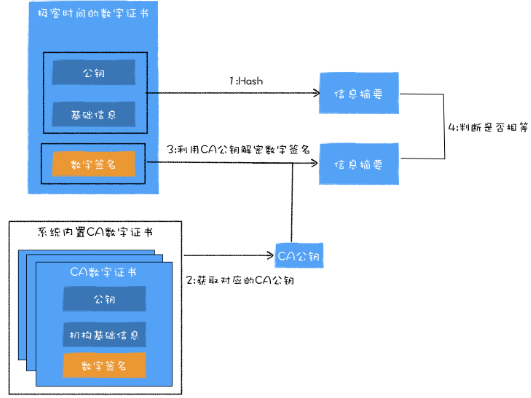 极客时间的数字证书
公钥
基础信息
数字签名
1:Hash
信息摘要
3:利用CA公钥解密数字签名
信息摘要
4:判断是否相等
系统内置CA数字证书
CA数字证书
公钥
机构基础信息
数字签名
CA公钥
2:获取对应的CA公钥